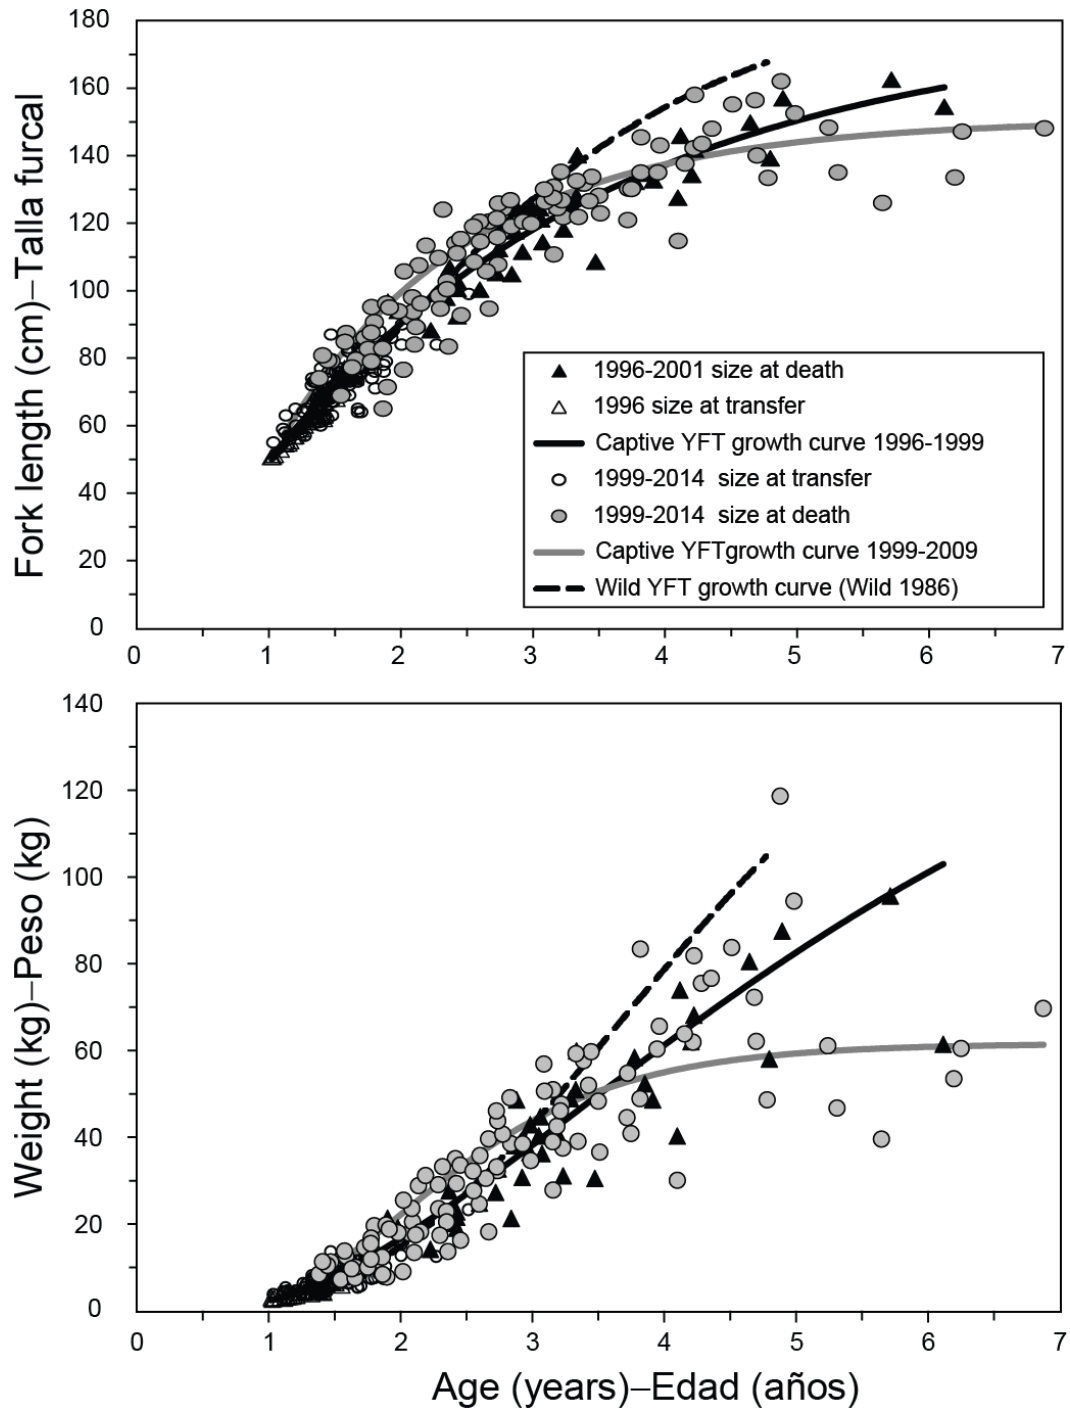 180
160
140
120
100
80
60
40
20
0
Fork length (cm)–Talla furcal
1996-2001 size at death
1996 size at transfer
Captive YFT growth curve 1996-1999
1999-2014  size at transfer
1999-2014  size at death
Captive YFTgrowth curve 1999-2009
Wild YFT growth curve (Wild 1986)
0 1 2 3 4 5 6 7
140
120
100
80
60
40
20
0
Weight (kg)–Peso (kg)
0 1 2 3 4 5 6 7
Age (years)–Edad (años)